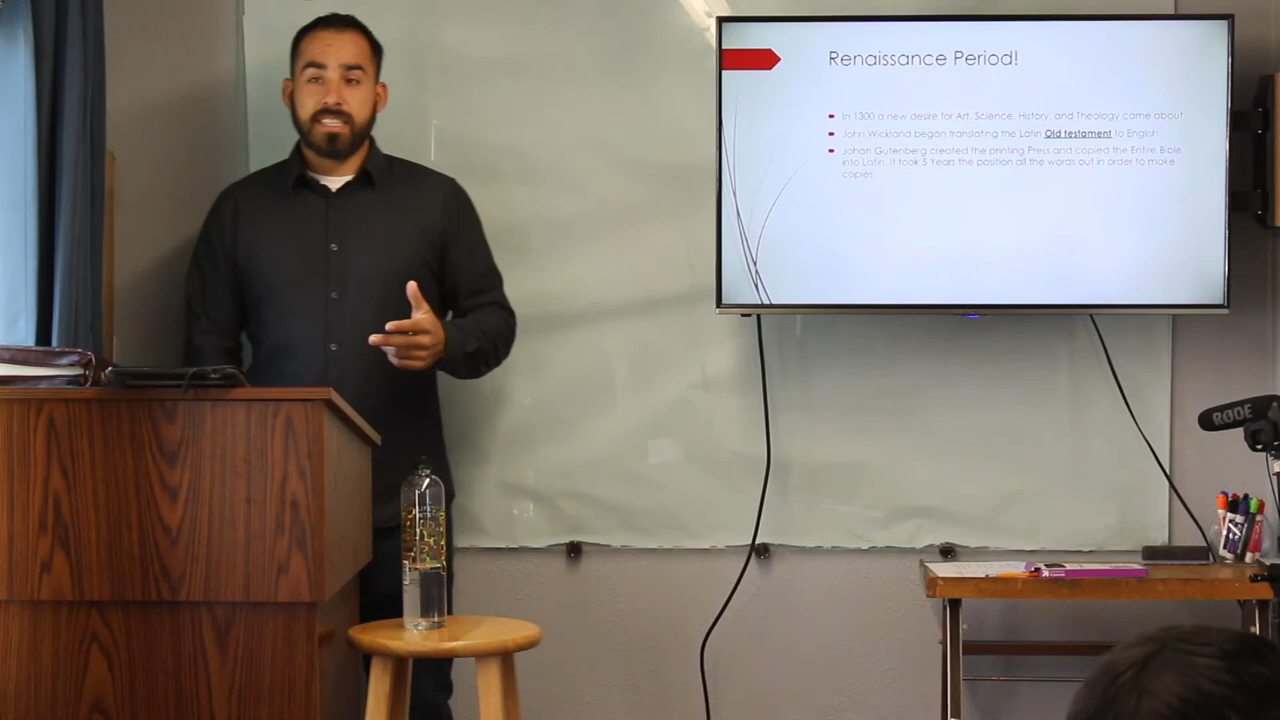 Renaissance Period!
In 1300 a new desire for Art, Science, History, and Theology came about.
John Wickland began translating the Latin Old testament to English
Johan Gutenberg created the printing Press and copied the Entire Bible
into Latin. It took 5 Years the position all the words out in order to make
copies.
RØDE